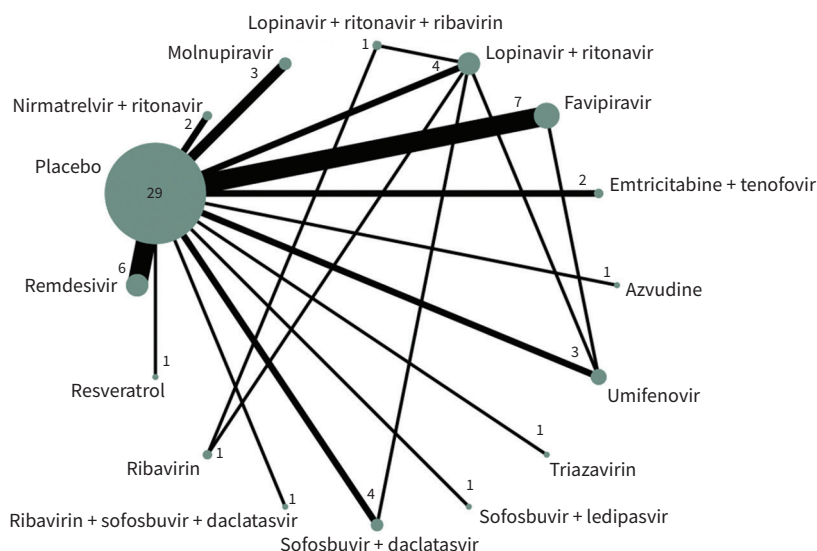 Lopinavir + ritonavir + ribavirin
1
Molnupiravir
3
4
Lopinavir + ritonavir
Nirmatrelvir + ritonavir
2
7
Favipiravir
Placebo
29
2
Emtricitabine + tenofovir
6
Remdesivir
1
Azvudine
1
Resveratrol
3
Umifenovir
Ribavirin
1
1
Triazavirin
Ribavirin + sofosbuvir + daclatasvir
1
4
Sofosbuvir + daclatasvir
1
Sofosbuvir + ledipasvir